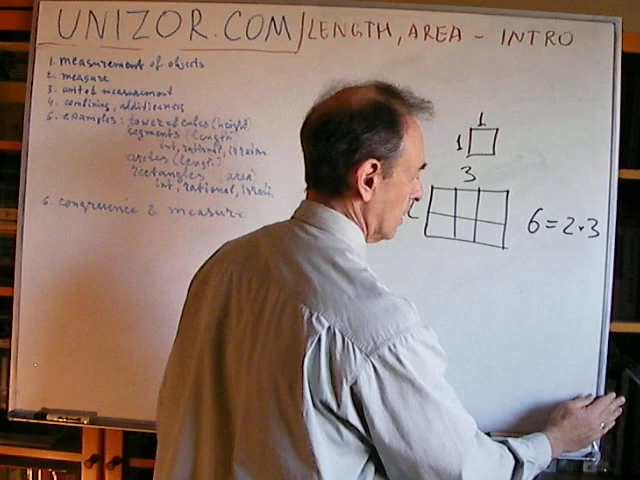 UNIZOR.COM/LENGTH, AREA - INTRO
1. measurement of objects
2. measure
3. unit of measurement
4. combining, additiveness
5. examples: tower of cubes (height)
segments (length
int, rational, irration.
circles (length)
rectangles (area)
int, rational, irrati.
6. congruence & measure
1
1
3
2
6 = 2·3